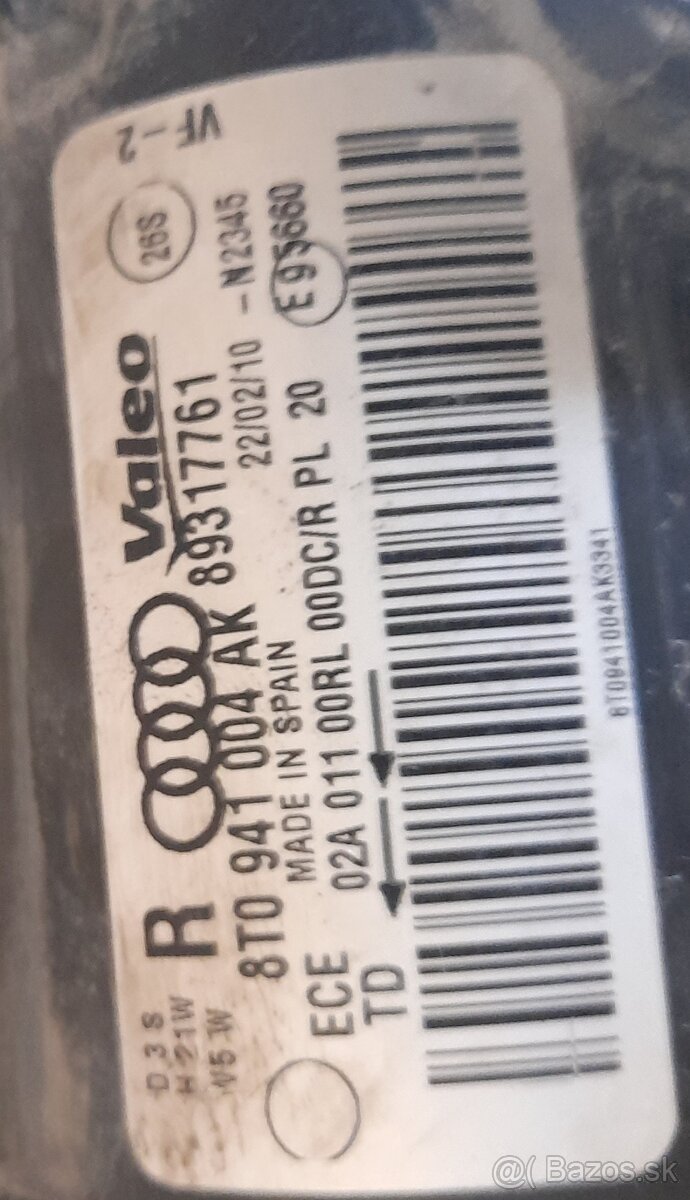 D3S
H21W
W5W
R
Valeo
26S
VF
-2
8T0 941 004 AK 89317761
22/02/10 -N2345
MADE IN SPAIN
ECE 02A 011 00RL 00DC/R PL 20 E9 5660
TD
8T0941004AK3341
@( Bazos.sk